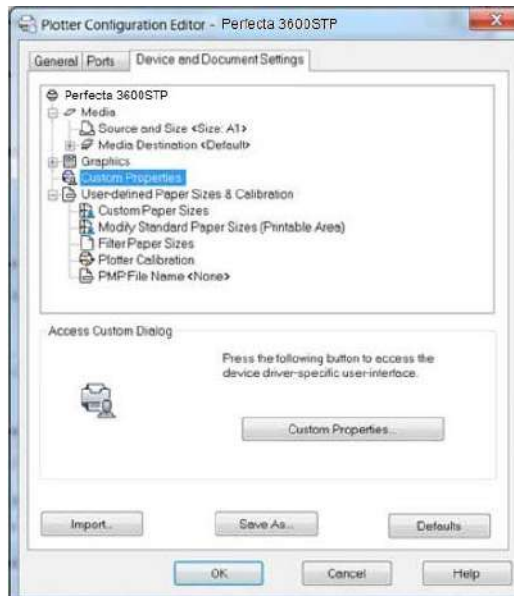 Plotter Configuration Editor - Perfecta 3600STP
General
Ports
Device and Document Settings
Perfecta 3600STP
Media
Source and Size <Size: A1>
Media Destination <Default>
Graphics
Custom Properties
User-defined Paper Sizes & Calibration
Custom Paper Sizes
Modify Standard Paper Sizes (Printable Area)
Filter Paper Sizes
Plotter Calibration
PMP File Name <None>
Access Custom Dialog
Press the following button to access the
device driver-specific user-interface.
Custom Properties...
Import...
Save As...
Defaults
OK
Cancel
Help